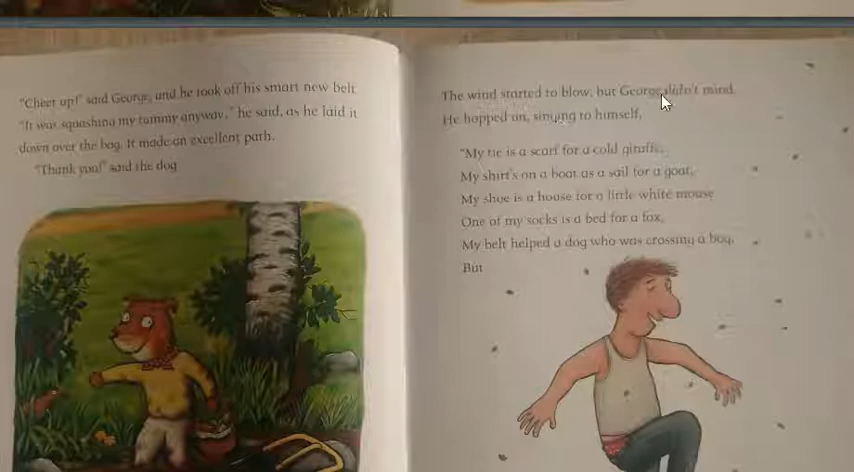 "Cheer up!" said George, and he took off his smart new belt.
"It was squashing my tummy anyway," he said, as he laid it
down over the bog. It made an excellent path.
"Thank you!" said the dog.
The wind started to blow, but George didn't mind.
He hopped on, singing to himself,
"My tie is a scarf for a cold giraffe,
My shirt's on a boat as a sail for a goat,
My shoe is a house for a little white mouse,
One of my socks is a bed for a fox,
My belt helped a dog who was crossing a bog,
But